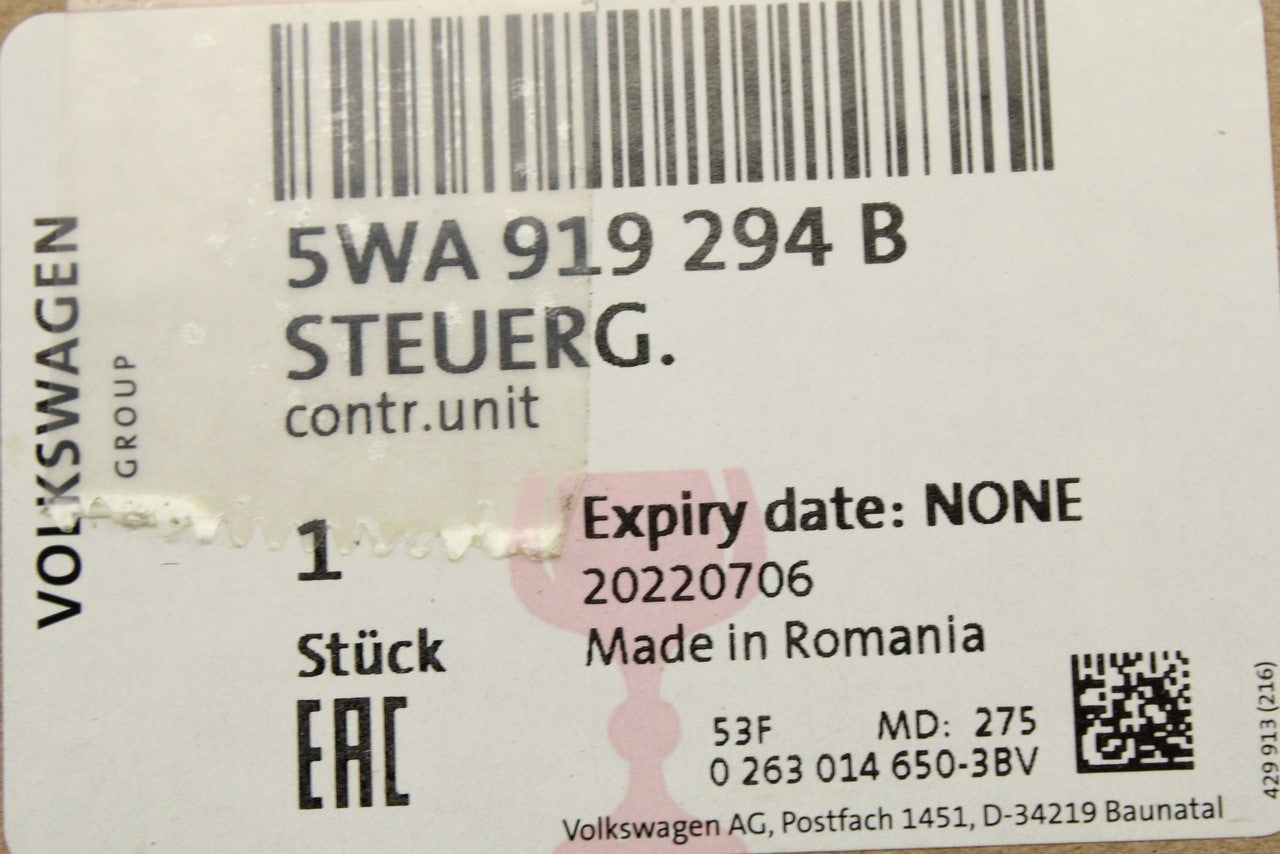 VOLKSWAGEN
GROUP
5WA 919 294 B
STEUERG.
contr.unit
1
Stück
EAC
Expiry date: NONE
20220706
Made in Romania
53F MD: 275
0 263 014 650-3BV
Volkswagen AG, Postfach 1451, D-34219 Baunatal
429 913 (216)